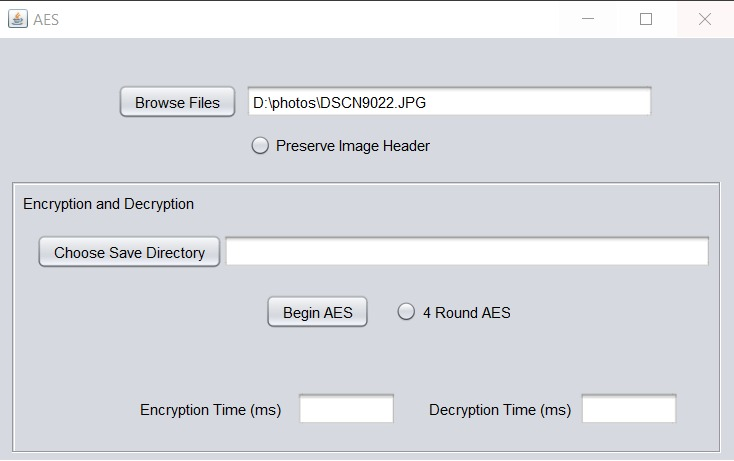 AES
Browse Files
D:\photos\DSCN9022.JPG
Preserve Image Header
Encryption and Decryption
Choose Save Directory
Begin AES
4 Round AES
Encryption Time (ms)
Decryption Time (ms)